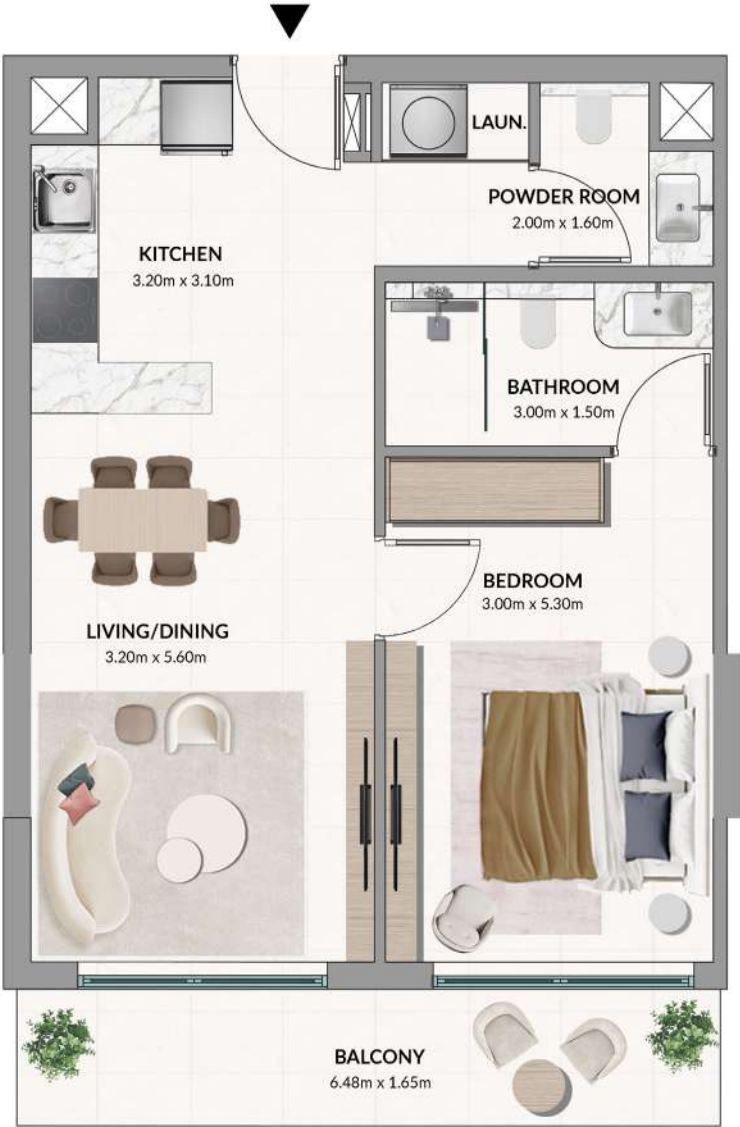 LAUN.
POWDER ROOM
2.00m x 1.60m
KITCHEN
3.20m x 3.10m
BATHROOM
3.00m x 1.50m
BEDROOM
3.00m x 5.30m
LIVING/DINING
3.20m x 5.60m
BALCONY
6.48m x 1.65m